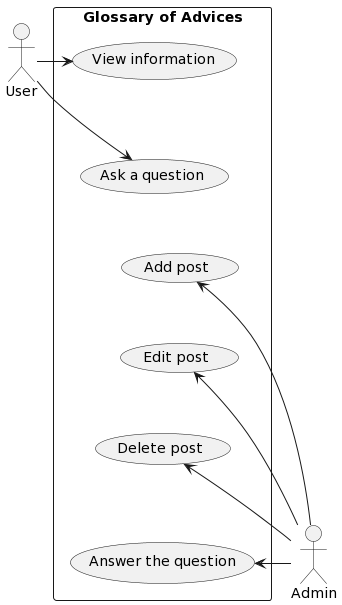 Glossary of Advices
View information
User
Ask a question
Add post
Edit post
Delete post
Answer the question
Admin